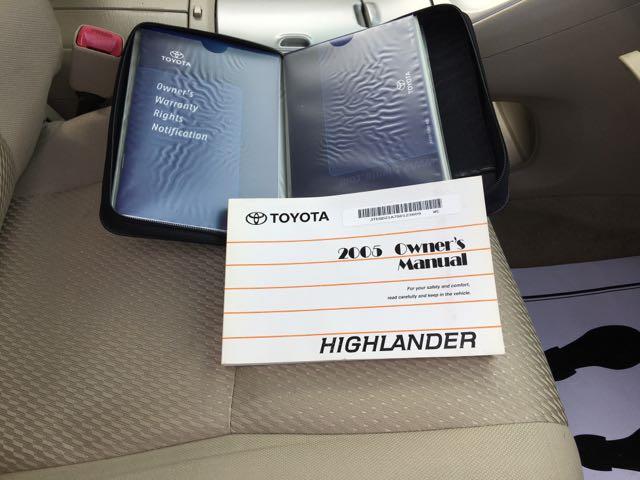 TOYOTA
Owner's
Warranty
Rights
Notification
TOYOTA
TOYOTA
2005 Owner's
Manual
For your safety and comfort,
read carefully and keep in the vehicle.
HIGHLANDER